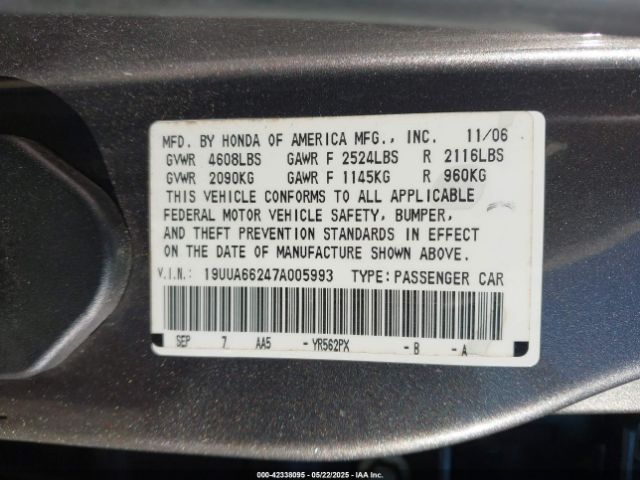 MFD. BY HONDA OF AMERICA MFG., INC. 11/06
GVWR 4608LBS GAWR F 2524LBS R 2116LBS
GVWR 2090KG GAWR F 1145KG R 960KG
THIS VEHICLE CONFORMS TO ALL APPLICABLE
FEDERAL MOTOR VEHICLE SAFETY, BUMPER,
AND THEFT PREVENTION STANDARDS IN EFFECT
ON THE DATE OF MANUFACTURE SHOWN ABOVE.
V.I.N.: 19UUA66247A005993 TYPE: PASSENGER CAR
SEP 7 AA5 - YR562PX - B - A
000-42338095 - 05/22/2025 - IAAI.com